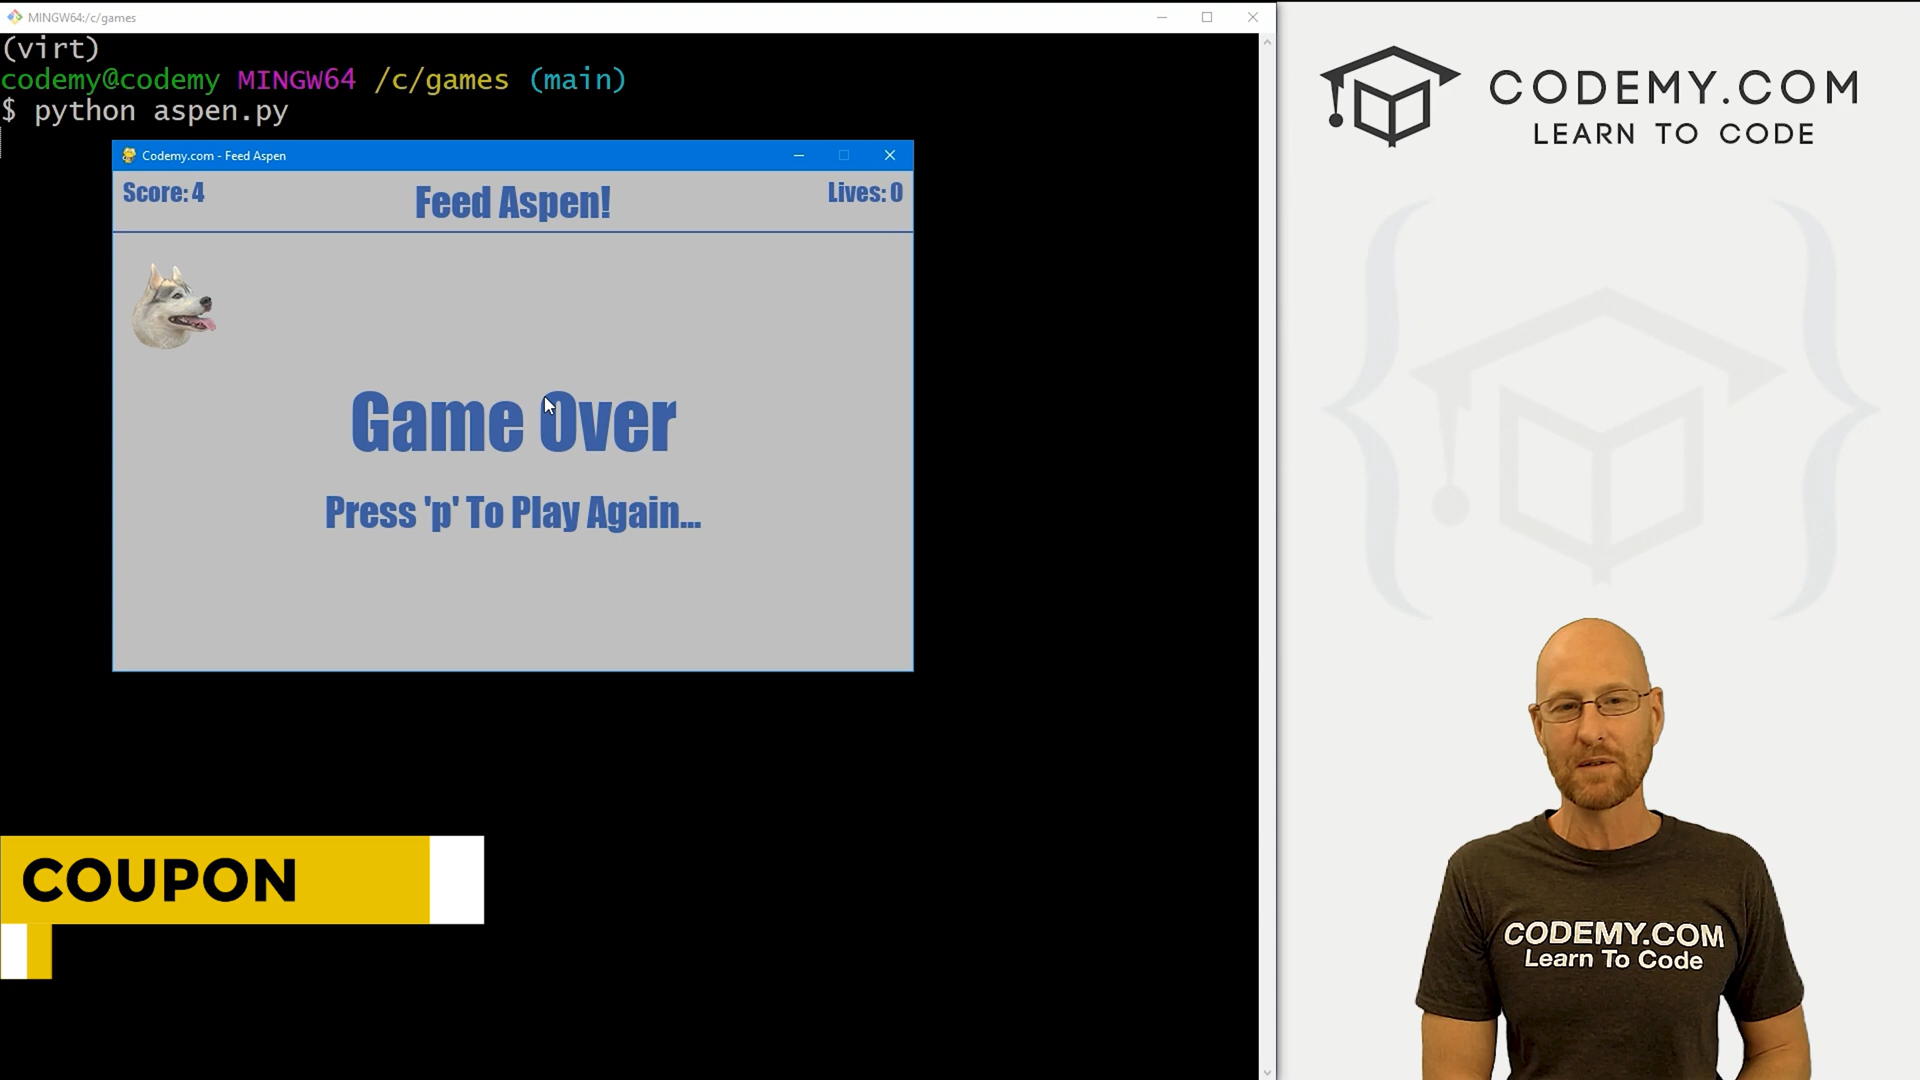 MINGW64:/c/games
(virt)
codemy@codemy MINGW64 /c/games (main)
$ python aspen.py
Codemy.com - Feed Aspen
Score: 4
Feed Aspen!
Lives: 0
Game Over
Press 'p' To Play Again...
COUPON
CODEMY.COM
LEARN TO CODE
CODEMY.COM
Learn To Code